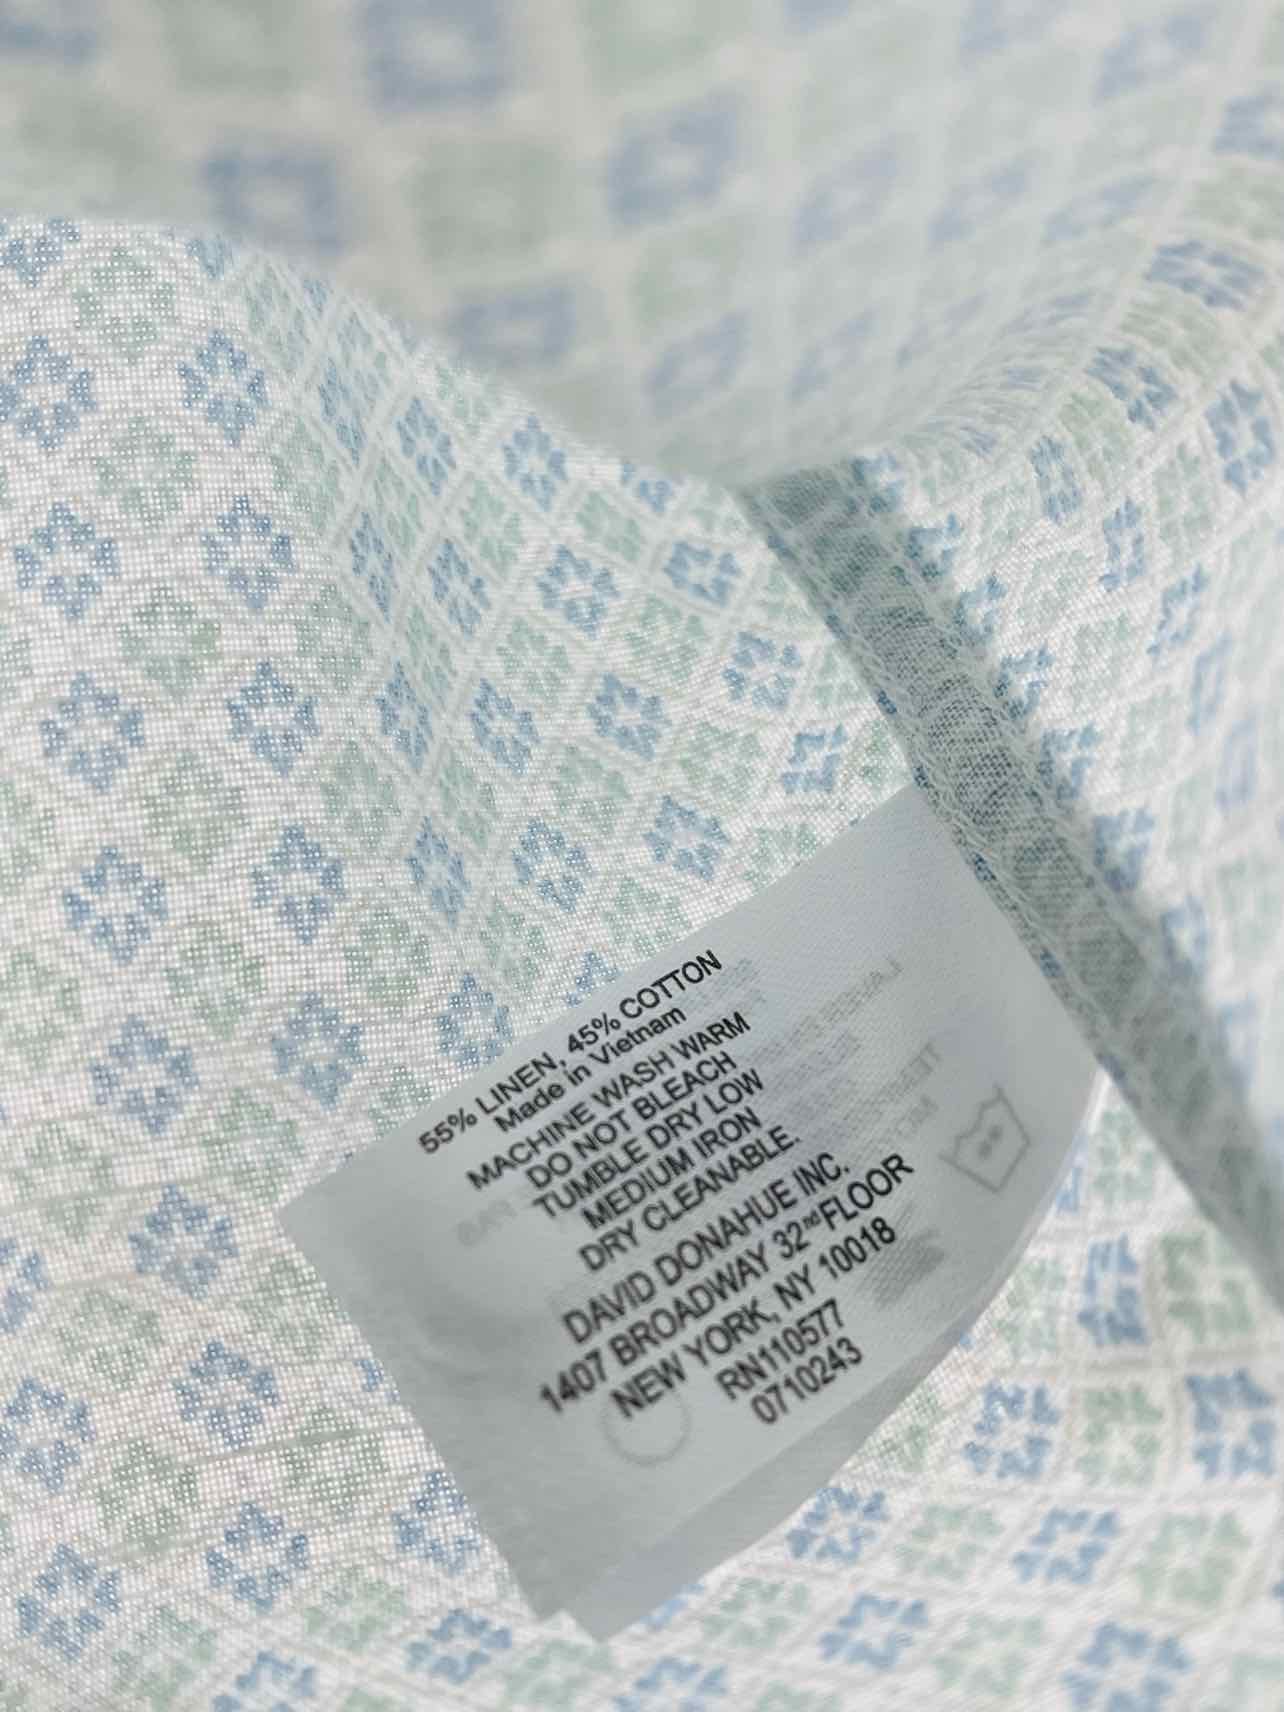 55% LINEN, 45% COTTON
Made in Vietnam
MACHINE WASH WARM
DO NOT BLEACH
TUMBLE DRY LOW
MEDIUM IRON
DRY CLEANABLE.
DAVID DONAHUE INC.
1407 BROADWAY 32nd FLOOR
NEW YORK, NY 10018
RN110577
0710243